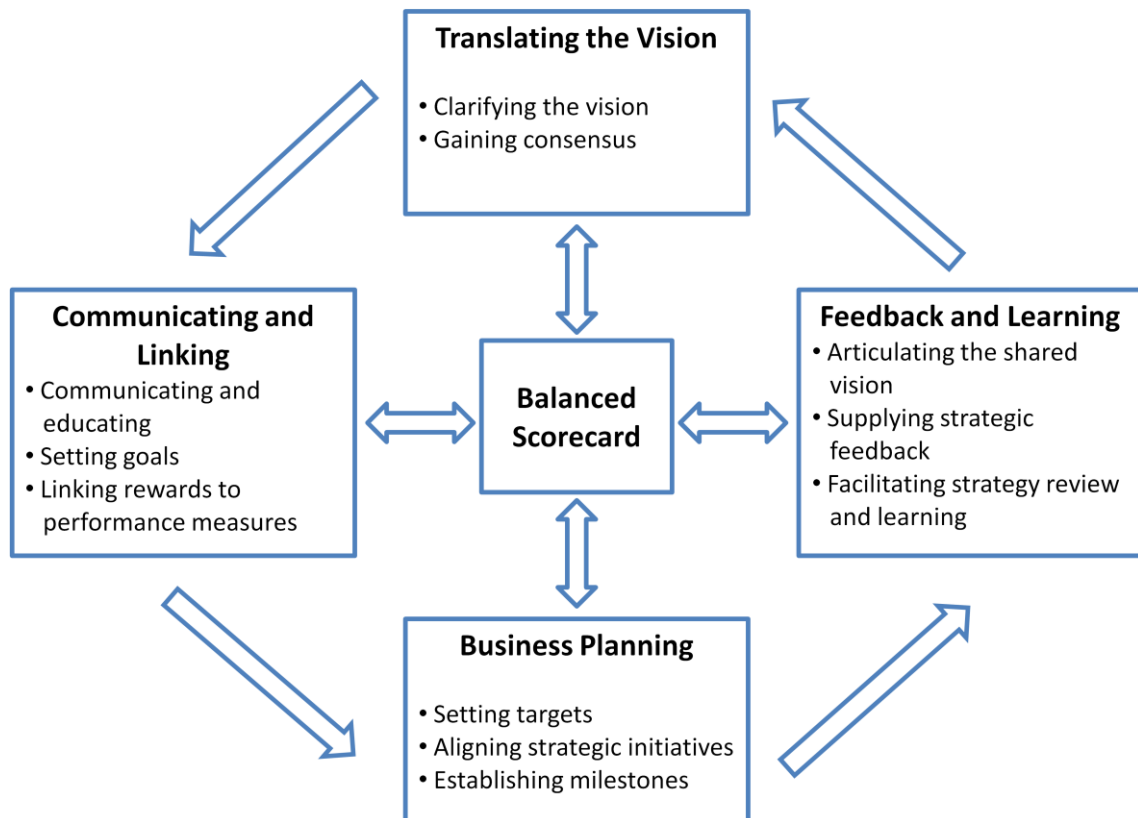 Translating the Vision
• Clarifying the vision
• Gaining consensus
Communicating and
Linking
• Communicating and
educating
• Setting goals
• Linking rewards to
performance measures
Balanced
Scorecard
Feedback and Learning
• Articulating the shared
vision
• Supplying strategic
feedback
• Facilitating strategy review
and learning
Business Planning
• Setting targets
• Aligning strategic initiatives
• Establishing milestones